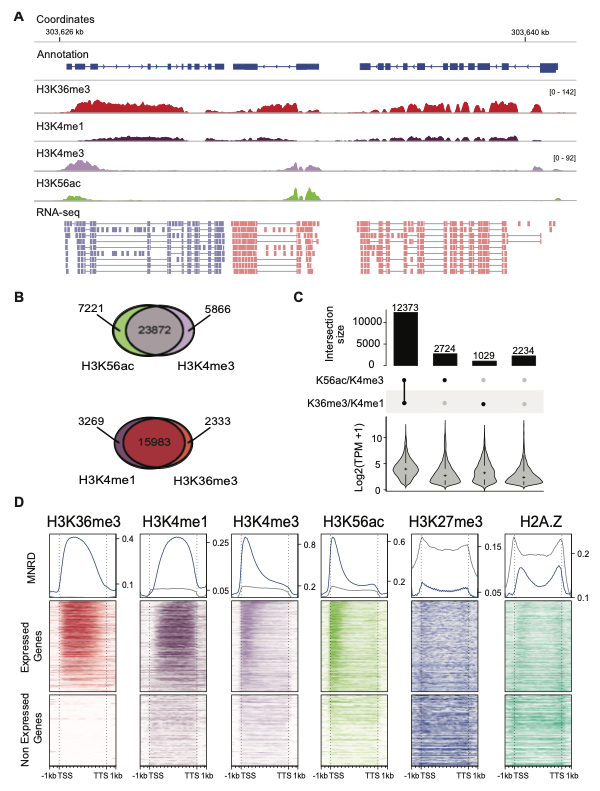 A
Coordinates
303,626 kb 303,640 kb
Annotation
H3K36me3 [0 - 142]
H3K4me1
H3K4me3 [0 - 92]
H3K56ac
RNA-seq
B
7221 23872 5866
H3K56ac H3K4me3
3269 15983 2333
H3K4me1 H3K36me3
C
Intersection size
10000
5000
0
12373 2724 1029 2234
K56ac/K4me3
K36me3/K4me1
Log2(TPM +1)
10
5
0
D
H3K36me3 H3K4me1 H3K4me3 H3K56ac H3K27me3 H2A.Z
MNRD
0.4 0.25 0.8 0.6 0.15 0.2
0.1 0.05 0.2 0.2 0.05 0.1
Expressed Genes
Non Expressed Genes
-1kb TSS TTS 1kb -1kb TSS TTS 1kb -1kb TSS TTS 1kb -1kb TSS TTS 1kb -1kb TSS TTS 1kb -1kb TSS TTS 1kb